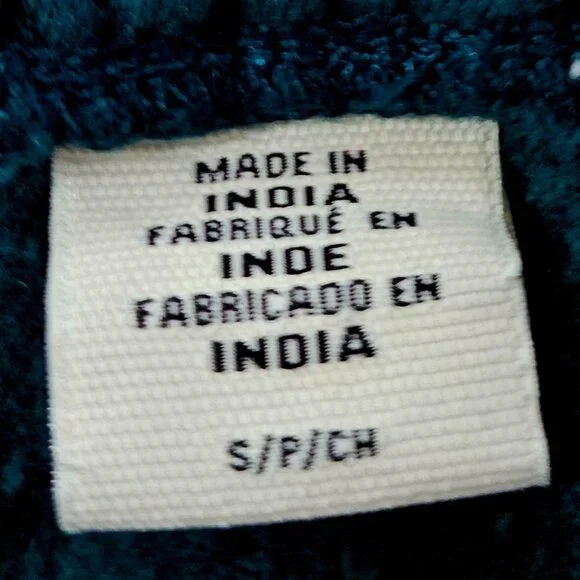 MADE IN
INDIA
FABRIQUÉ EN
INDE
FABRICADO EN
INDIA
S/P/CH